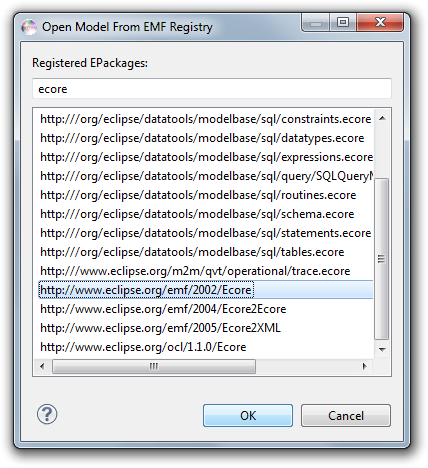 Open Model From EMF Registry
Registered EPackages:
ecore
http:///org/eclipse/datatools/modelbase/sql/constraints.ecore
http:///org/eclipse/datatools/modelbase/sql/datatypes.ecore
http:///org/eclipse/datatools/modelbase/sql/expressions.ecore
http:///org/eclipse/datatools/modelbase/sql/query/SQLQueryM
http:///org/eclipse/datatools/modelbase/sql/routines.ecore
http:///org/eclipse/datatools/modelbase/sql/schema.ecore
http:///org/eclipse/datatools/modelbase/sql/statements.ecore
http:///org/eclipse/datatools/modelbase/sql/tables.ecore
http:///www.eclipse.org/m2m/qvt/operational/trace.ecore
http://www.eclipse.org/emf/2002/Ecore
http://www.eclipse.org/emf/2004/Ecore2Ecore
http://www.eclipse.org/emf/2005/Ecore2XML
http://www.eclipse.org/ocl/1.1.0/Ecore
?
OK
Cancel